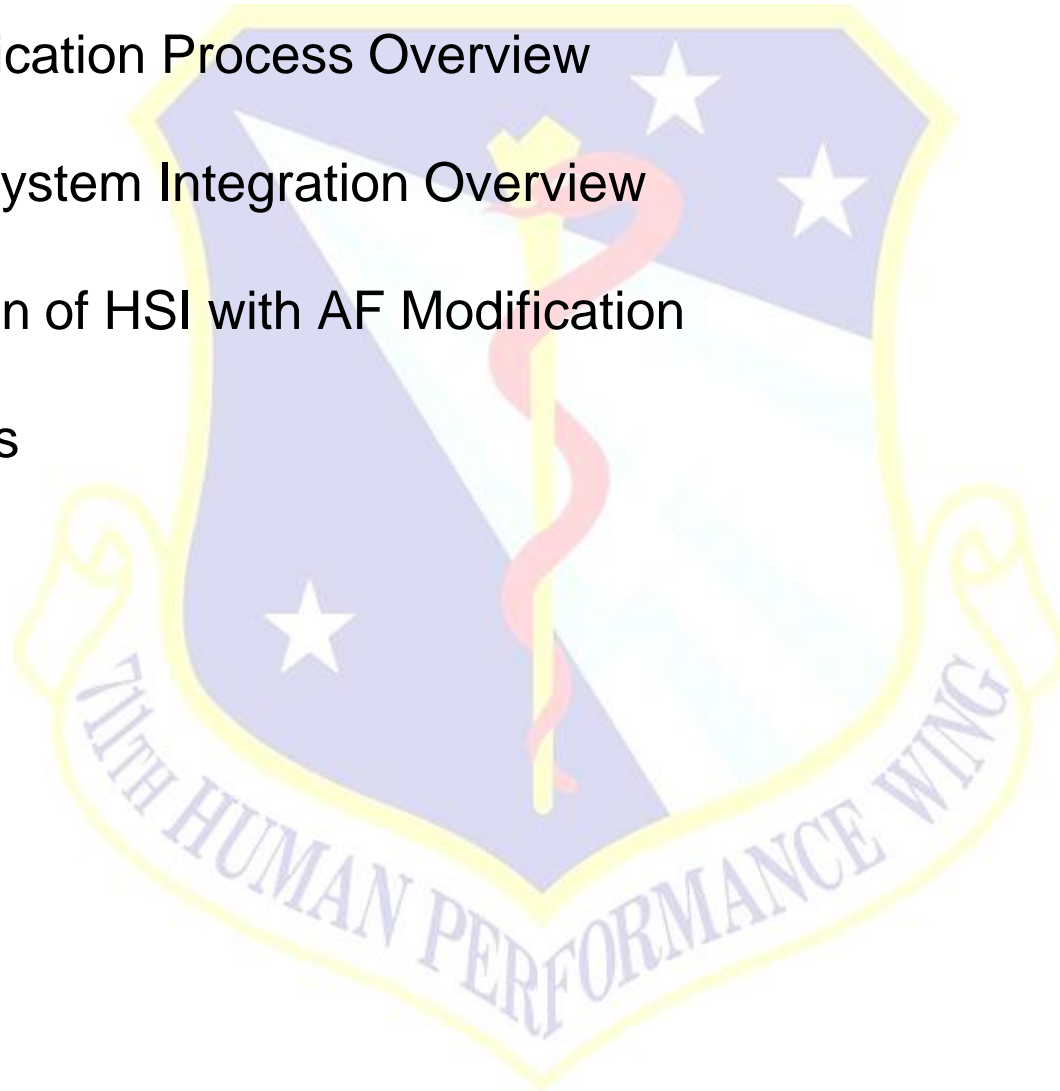 ication Process Overview
ystem Integration Overview
n of HSI with AF Modification
s
711TH HUMAN PERFORMANCE WING